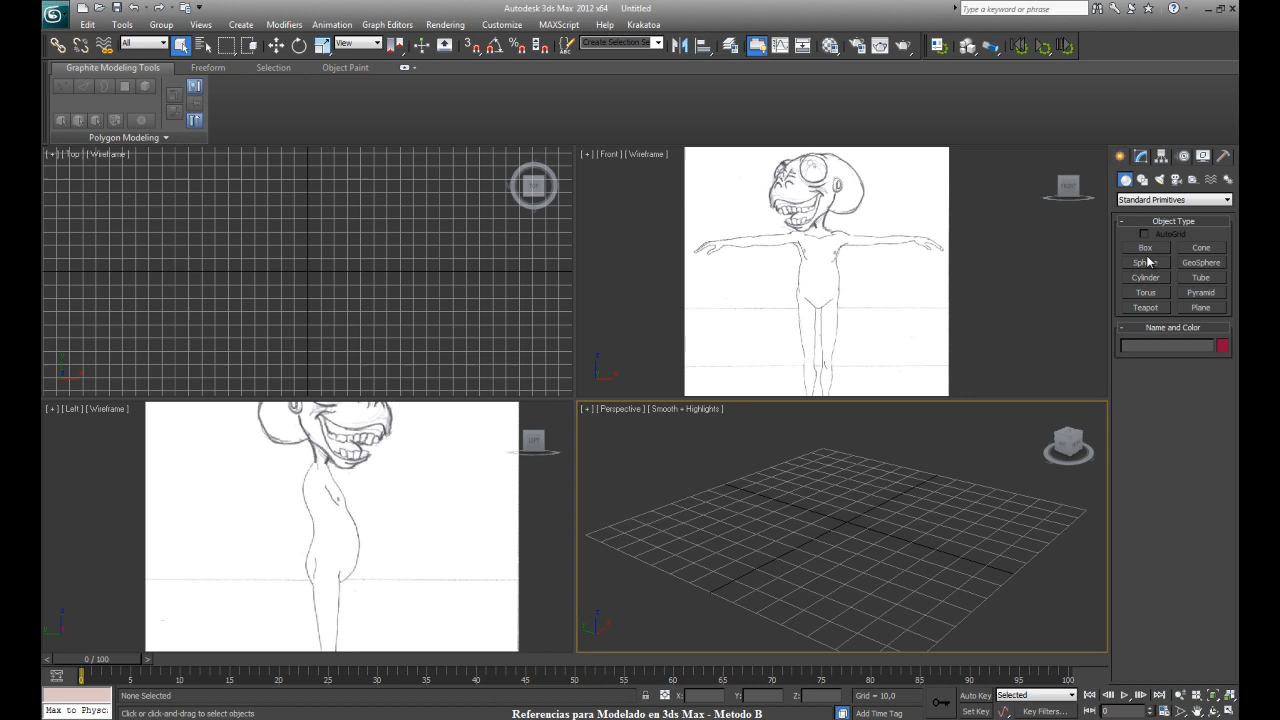 Autodesk 3ds Max 2012 x64 Untitled
Type a keyword or phrase
Edit Tools Group Views Create Modifiers Animation Graph Editors Rendering Customize MAXScript Help Krakatoa
All View Create Selection Se
Graphite Modeling Tools Freeform Selection Object Paint
Polygon Modeling
[ + ] [ Top ] [ Wireframe ]
TOP
[ + ] [ Front ] [ Wireframe ]
FRONT
Standard Primitives
- Object Type
AutoGrid
Box Cone
Sphere GeoSphere
Cylinder Tube
Torus Pyramid
Teapot Plane
- Name and Color
[ + ] [ Left ] [ Wireframe ]
LEFT
[ + ] [ Perspective ] [ Smooth + Highlights ]
< 0 / 100 >
0 5 10 15 20 25 30 35 40 45 50 55 60 65 70 75 80 85 90 95 100
None Selected X: Y: Z: Grid = 10,0 Auto Key Selected
Max to Physc Click or click-and-drag to select objects Add Time Tag Set Key Key Filters... 0
Referencias para Modelado en 3ds Max - Metodo B